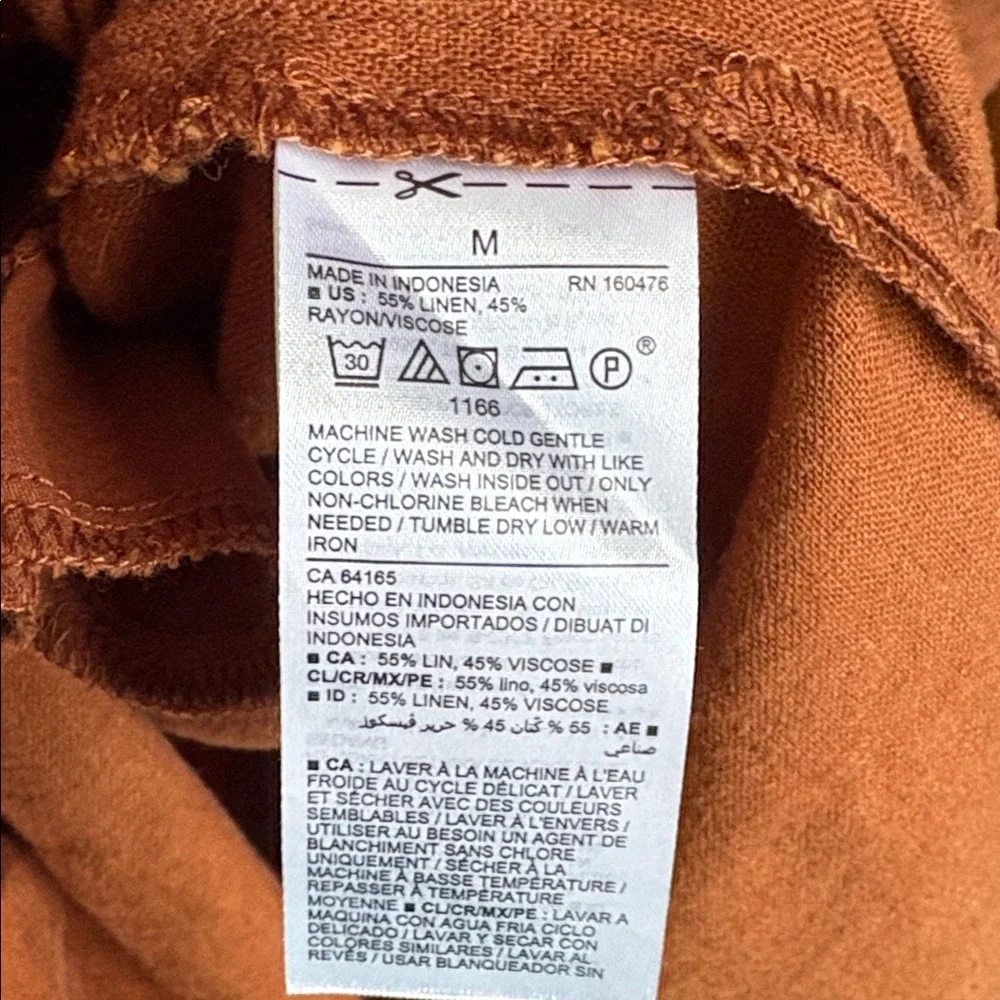 M
MADE IN INDONESIA RN 160476
US : 55% LINEN, 45%
RAYON/VISCOSE
30 P ®
1166
MACHINE WASH COLD GENTLE
CYCLE / WASH AND DRY WITH LIKE
COLORS / WASH INSIDE OUT / ONLY
NON-CHLORINE BLEACH WHEN
NEEDED / TUMBLE DRY LOW / WARM
IRON
CA 64165
HECHO EN INDONESIA CON
INSUMOS IMPORTADOS / DIBUAT DI
INDONESIA
■ CA : 55% LIN, 45% VISCOSE ■
CL/CR/MX/PE : 55% lino, 45% viscosa
■ ID : 55% LINEN, 45% VISCOSE
■ AE : 55 % كتّان 45 % حرير فيسكوز
صناعي
■ CA : LAVER À LA MACHINE À L'EAU
FROIDE AU CYCLE DÉLICAT / LAVER
ET SÉCHER AVEC DES COULEURS
SEMBLABLES / LAVER À L'ENVERS /
UTILISER AU BESOIN UN AGENT DE
BLANCHIMENT SANS CHLORE
UNIQUEMENT / SÉCHER À LA
MACHINE À BASSE TEMPÉRATURE /
REPASSER À TEMPÉRATURE
MOYENNE ■ CL/CR/MX/PE : LAVAR A
MAQUINA CON AGUA FRIA CICLO
DELICADO / LAVAR Y SECAR CON
COLORES SIMILARES / LAVAR AL
REVÉS / USAR BLANQUEADOR SIN